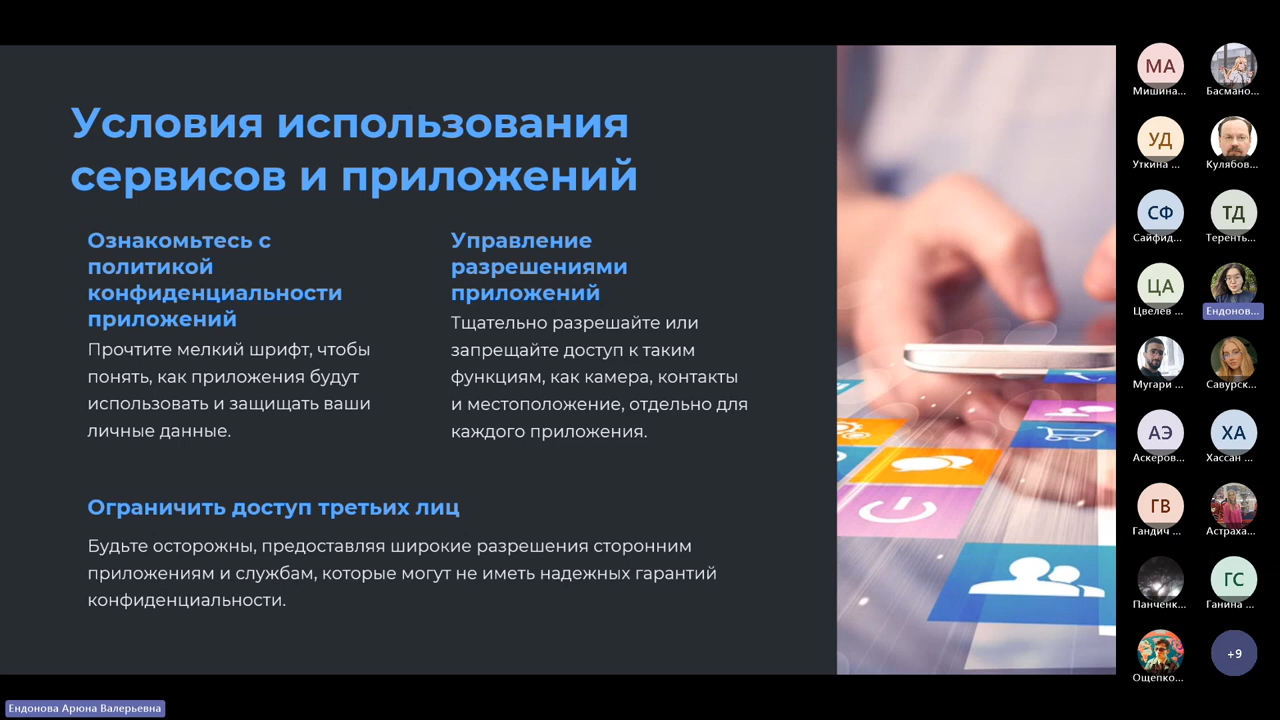 Условия использования
сервисов и приложений
Ознакомьтесь с
политикой
конфиденциальности
приложений
Прочтите мелкий шрифт, чтобы
понять, как приложения будут
использовать и защищать ваши
личные данные.
Управление
разрешениями
приложений
Тщательно разрешайте или
запрещайте доступ к таким
функциям, как камера, контакты
и местоположение, отдельно для
каждого приложения.
Ограничить доступ третьих лиц
Будьте осторожны, предоставляя широкие разрешения сторонним
приложениям и службам, которые могут не иметь надежных гарантий
конфиденциальности.
МА
Мишина...
Басмано...
УД
Уткина ...
Кулябов...
СФ
Сайфид...
ТД
Теренть...
ЦА
Цвелев ...
Ендонов...
Мугари ...
Савурск...
АЭ
Аскеров...
ХА
Хассан ...
ГВ
Гандич ...
Астраха...
Панченк...
ГС
Ганина ...
Ощепко...
+9
Ендонова Арюна Валерьевна